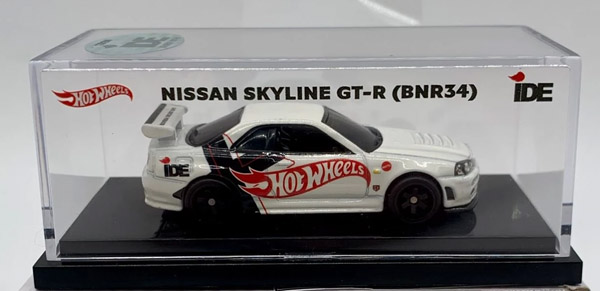 HOT WHEELS
NISSAN SKYLINE GT-R (BNR34)
iDE
iDE
HOT WHEELS